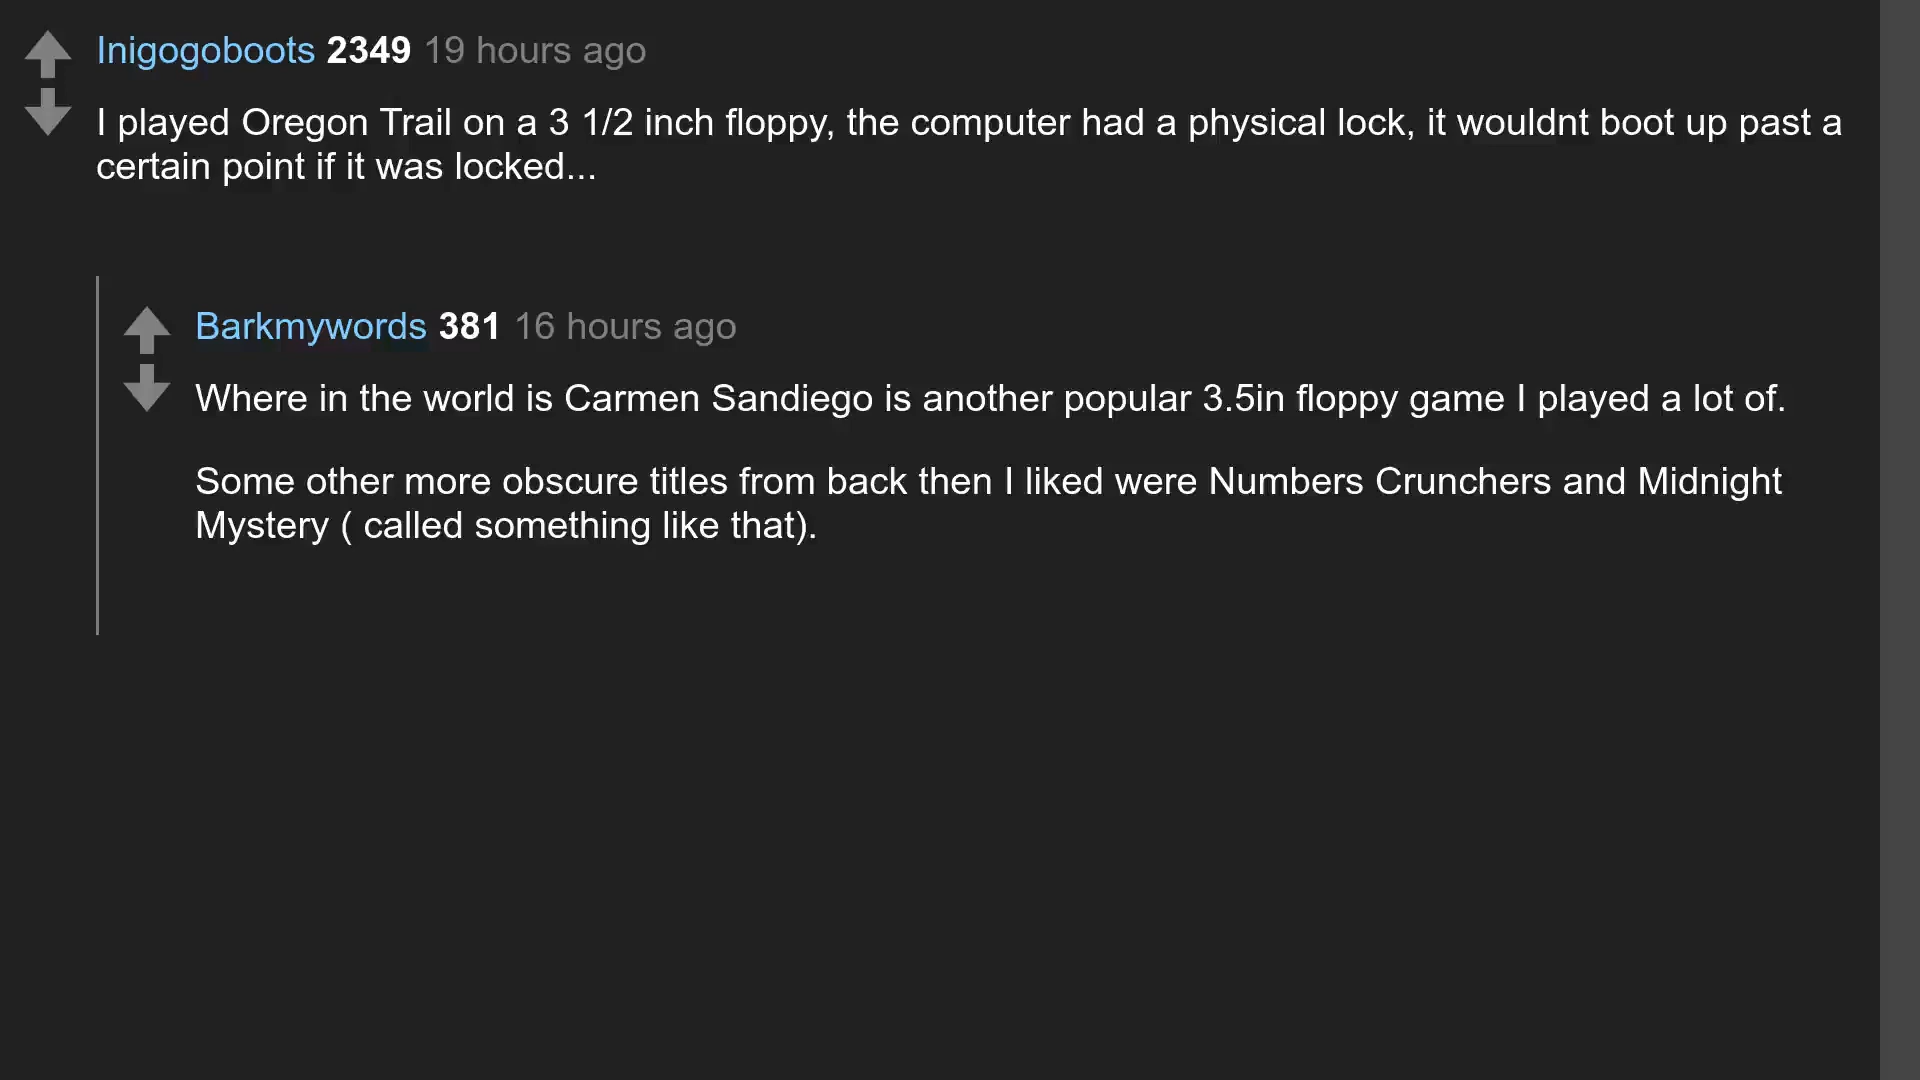 Inigogoboots 2349 19 hours ago
I played Oregon Trail on a 3 1/2 inch floppy, the computer had a physical lock, it wouldnt boot up past a
certain point if it was locked...
Barkmywords 381 16 hours ago
Where in the world is Carmen Sandiego is another popular 3.5in floppy game I played a lot of.
Some other more obscure titles from back then I liked were Numbers Crunchers and Midnight
Mystery ( called something like that).